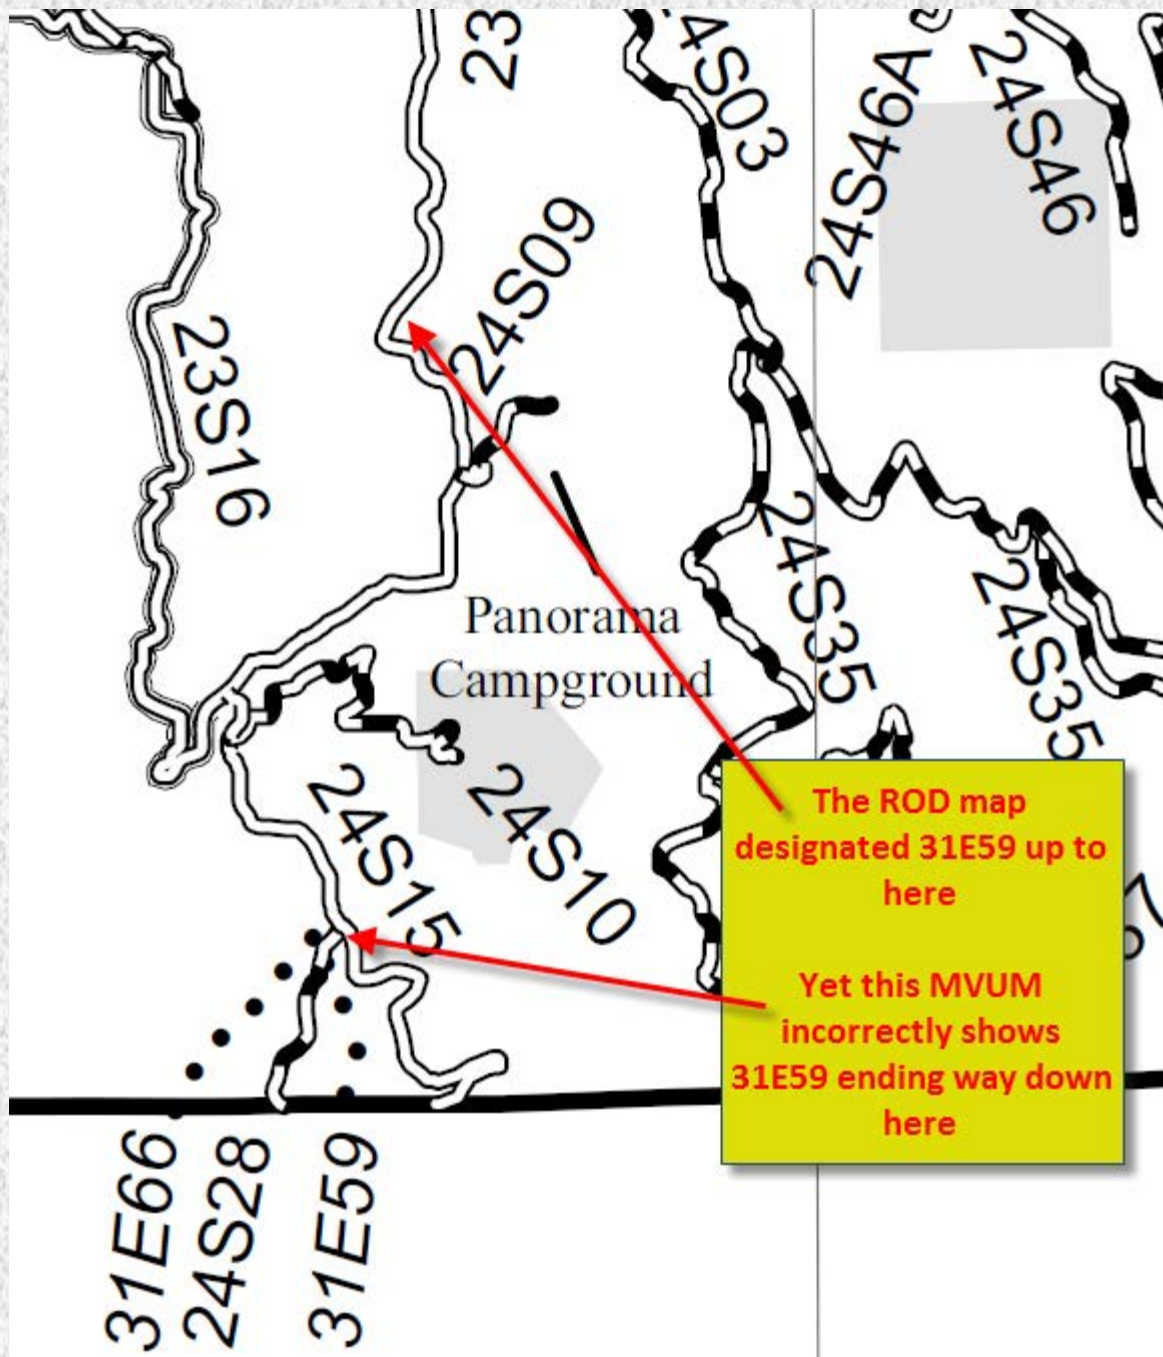 23
24S03
24S46A
24S46
24S09
23S16
24S35
24S35
Panorama
Campground
24S15
24S10
The ROD map
designated 31E59 up to
here
Yet this MVUM
incorrectly shows
31E59 ending way down
here
31E66
24S28
31E59